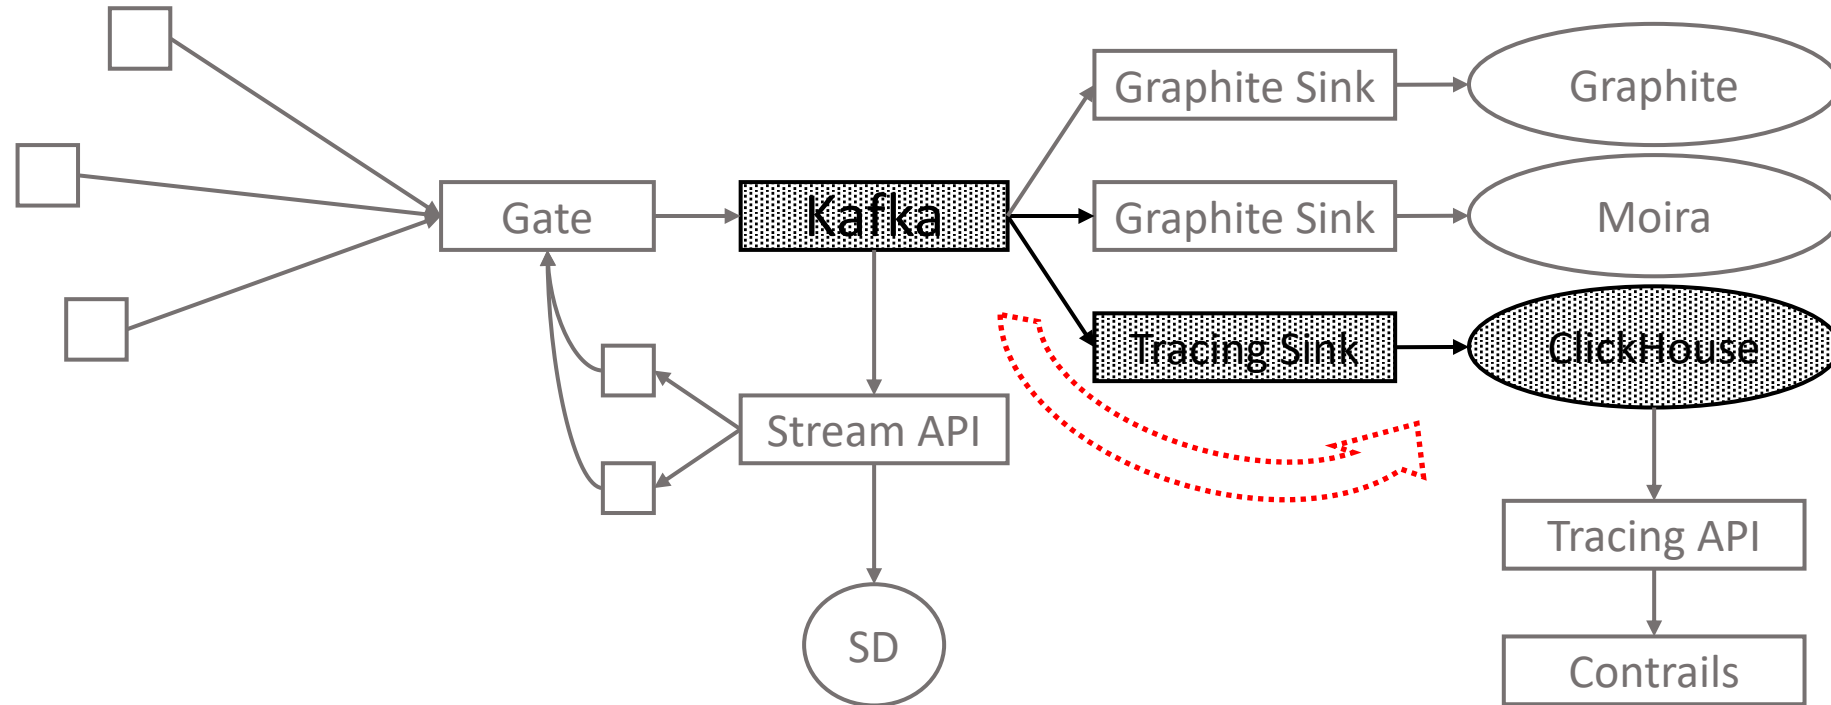 Graphite Sink
Graphite
Gate
Kafka
Graphite Sink
Moira
Tracing Sink
ClickHouse
Stream API
Tracing API
SD
Contrails